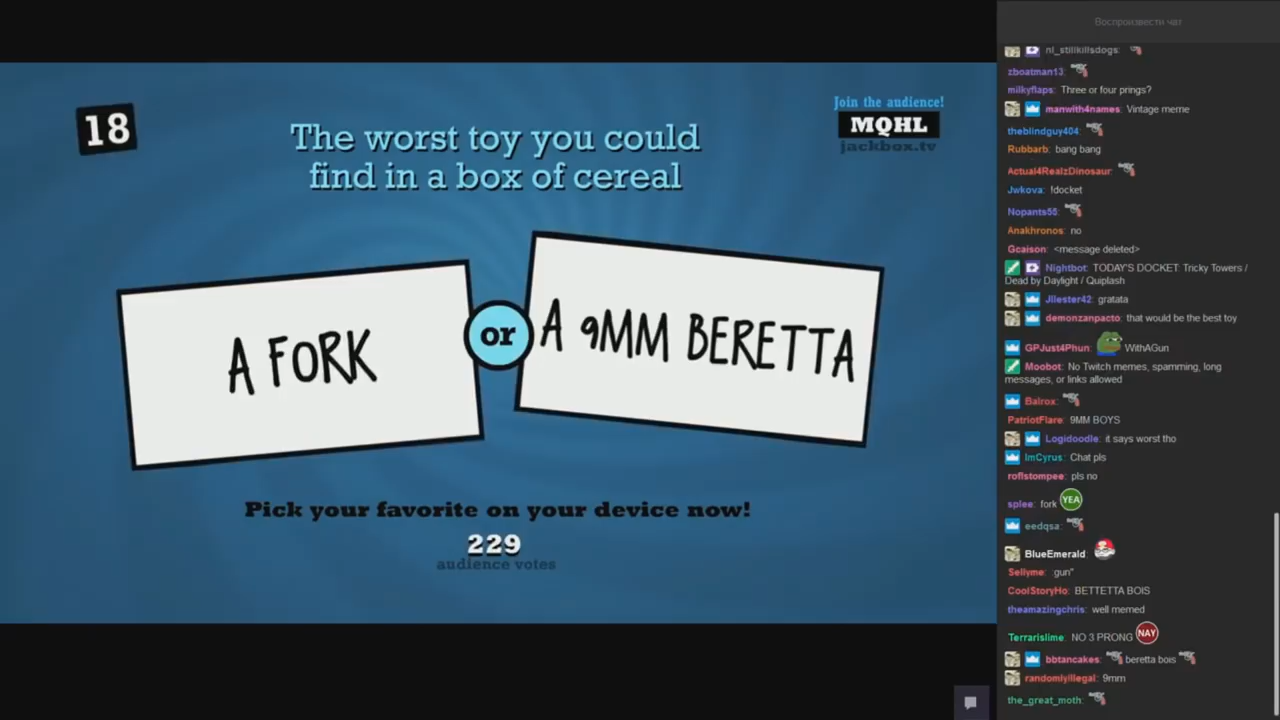 18
The worst toy you could
find in a box of cereal
Join the audience!
MQHL
jackbox.tv
A FORK
or
A 9MM BERETTA
Pick your favorite on your device now!
229
audience votes
Воспроизвести чат
nl_stillkillsdogs:
zboatman13:
milkyflaps: Three or four prings?
manwith4names: Vintage meme
theblindguy404:
Rubbarb: bang bang
Actual4RealzDinosaur:
Jwkova: !docket
Nopants55:
Anakhronos: no
Gcaison: <message deleted>
Nightbot: TODAY'S DOCKET: Tricky Towers /
Dead by Daylight / Quiplash
Jllester42: gratata
demonzanpacto: that would be the best toy
GPJust4Phun: WithAGun
Moobot: No Twitch memes, spamming, long
messages, or links allowed
Balrox:
PatriotFlare: 9MM BOYS
Logidoodle: it says worst tho
ImCyrus: Chat pls
roflstompee: pls no
splee: fork YEA
eedqsa:
BlueEmerald:
Sellyme: :gun"
CoolStoryHo: BETTETTA BOIS
theamazingchris: well memed
Terrarislime: NO 3 PRONG NAY
bbtancakes: beretta bois
randomlyillegal: 9mm
the_great_moth: